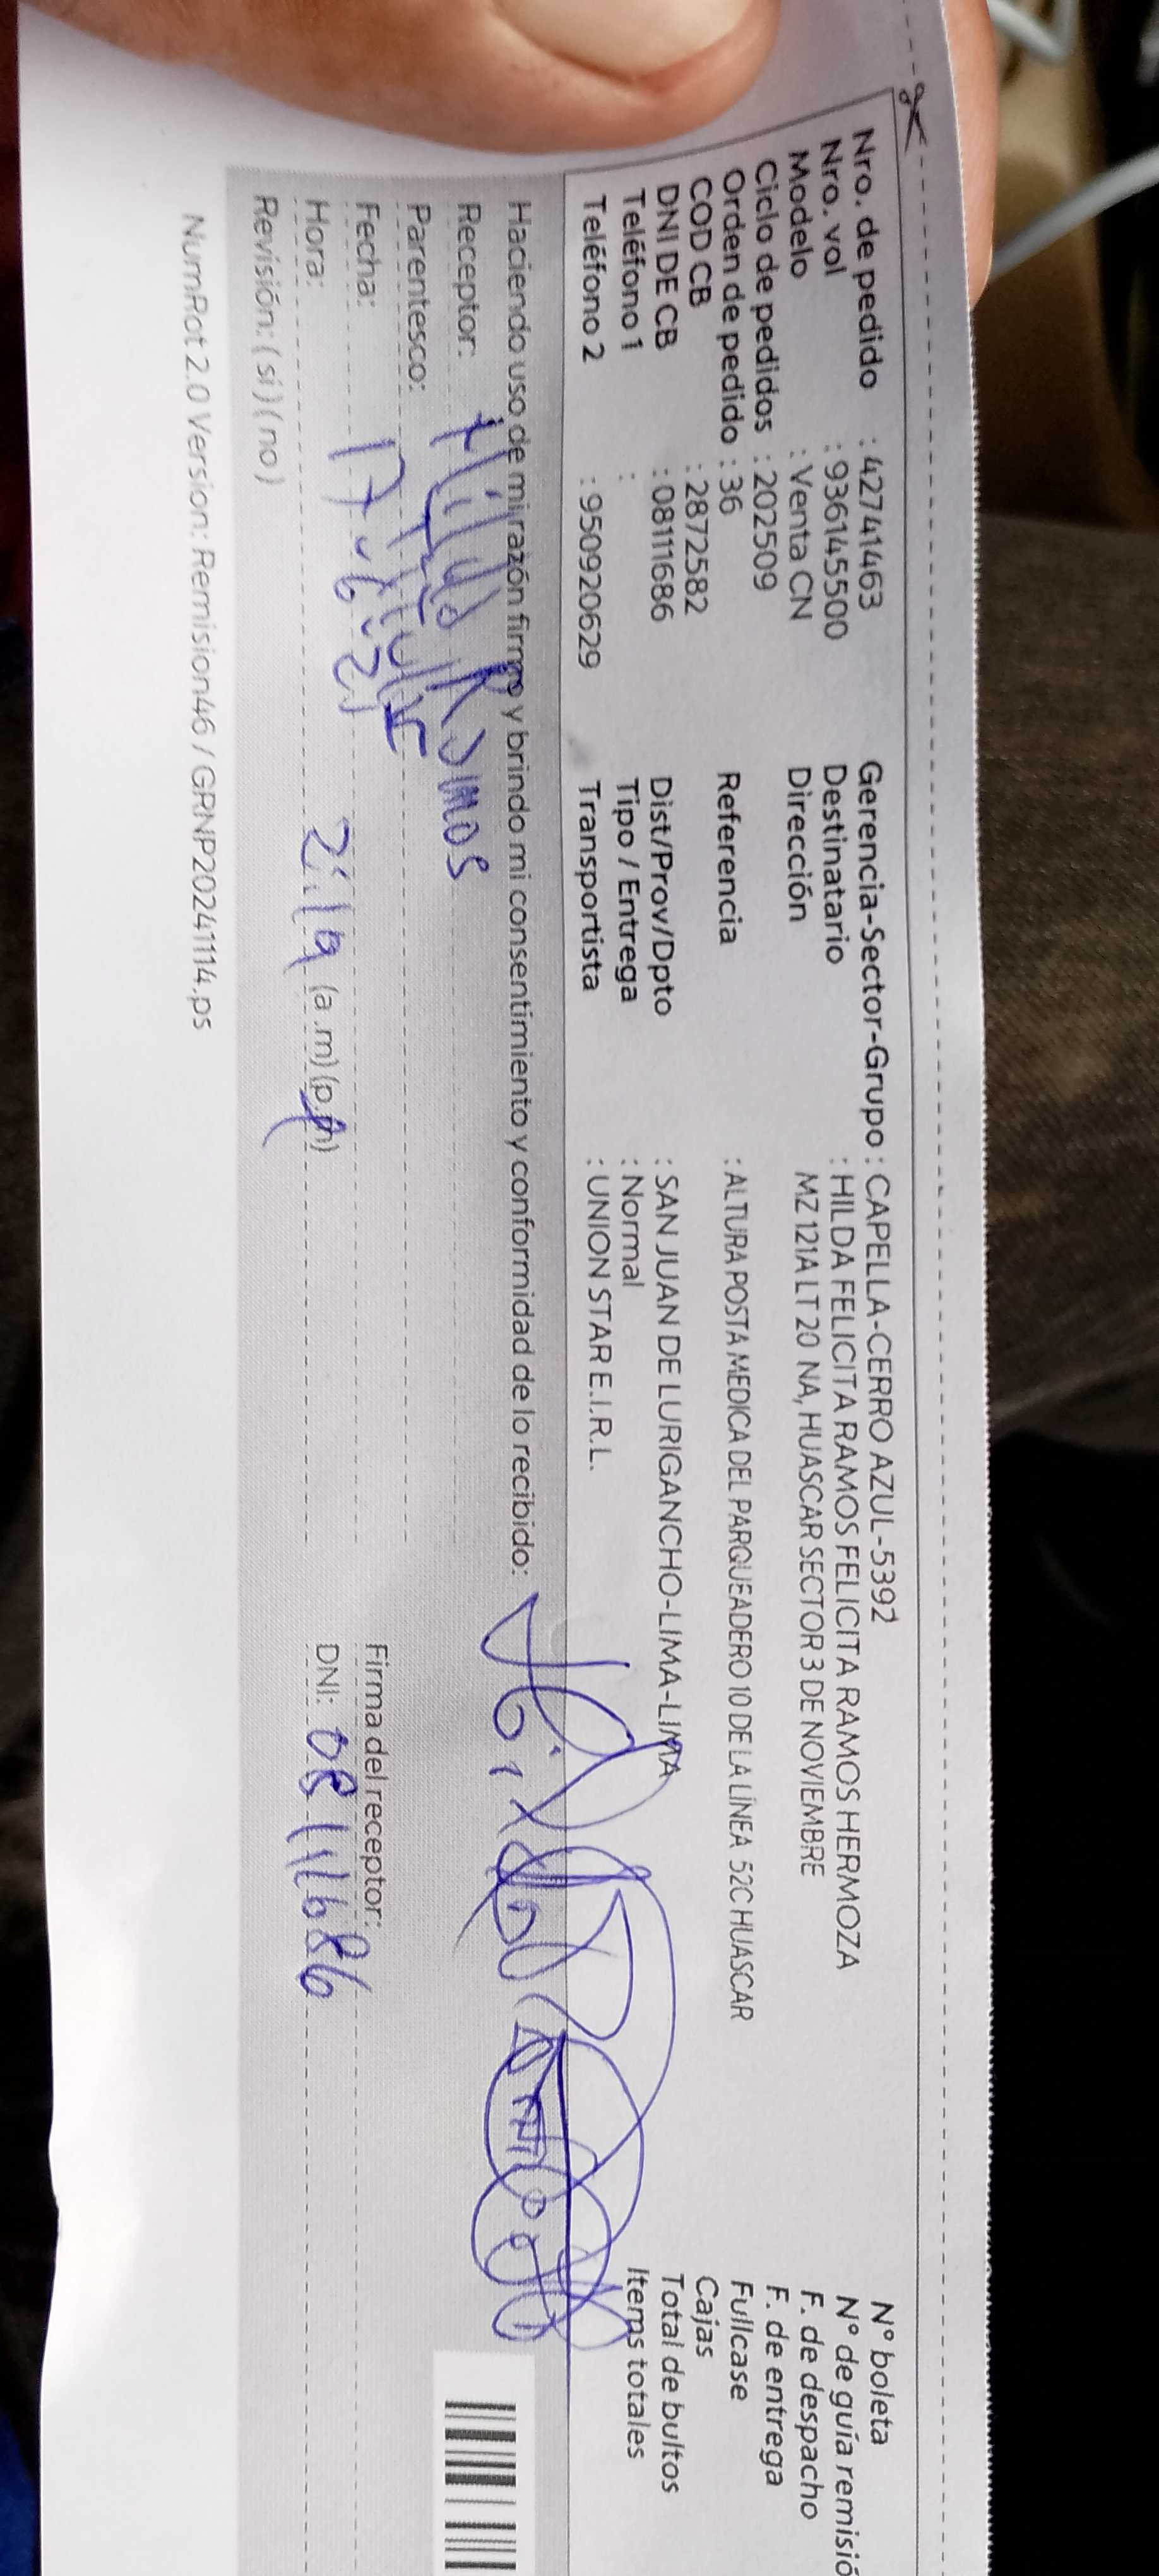 Nro. de pedido : 42741463
Nro. vol : 936145500
Modelo : Venta CN
Ciclo de pedidos : 202509
Orden de pedido : 36
COD CB : 2872582
DNI DE CB : 08111686
Teléfono 1 :
Teléfono 2 : 950920629
Gerencia-Sector-Grupo : CAPELLA-CERRO AZUL-5392
Destinatario : HILDA FELICITA RAMOS FELICITA RAMOS HERMOZA
Dirección MZ 121A LT 20 NA, HUASCAR SECTOR 3 DE NOVIEMBRE
Referencia : ALTURA POSTA MEDICA DEL PARQUEADERO 10 DE LA LÍNEA 52C HUASCAR
Dist/Prov/Dpto : SAN JUAN DE LURIGANCHO-LIMA-LIMA
Tipo / Entrega : Normal
Transportista : UNION STAR E.I.R.L.
N° boleta
N° de guía remisió
F. de despacho
F. de entrega
Fullcase
Cajas
Total de bultos
Items totales
Haciendo uso de mi razón firmo y brindo mi consentimiento y conformidad de lo recibido:
Receptor: Hilda Ramos
Parentesco: Titular
Fecha: 17-6-25
Hora: 2:19 (a.m) (p.m)
Revisión: (si) (no)
Firma del receptor:
DNI: 08111686
NumRot 2.0 Version: Remision46 / GRNP20241114.ps